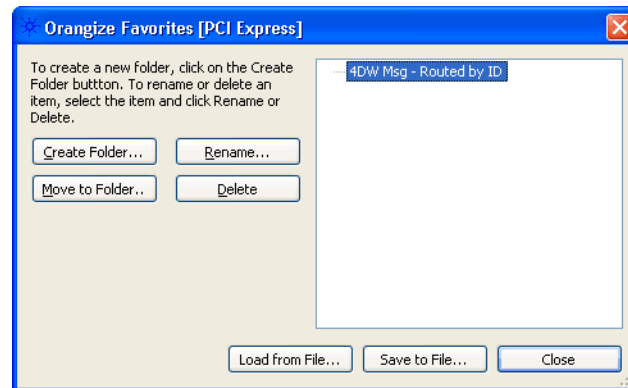 Orangize Favorites [PCI Express]
To create a new folder, click on the Create
Folder buttton. To rename or delete an
item, select the item and click Rename or
Delete.
4DW Msg - Routed by ID
Create Folder... Rename...
Move to Folder.. Delete
Load from File... Save to File... Close